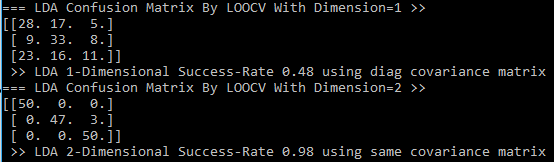 === LDA Confusion Matrix By LOOCV With Dimension=1 >>
[[28. 17.  5.]
 [ 9. 33.  8.]
 [23. 16. 11.]]
 >> LDA 1-Dimensional Success-Rate 0.48 using diag covariance matrix
=== LDA Confusion Matrix By LOOCV With Dimension=2 >>
[[50.  0.  0.]
 [ 0. 47.  3.]
 [ 0.  0. 50.]]
 >> LDA 2-Dimensional Success-Rate 0.98 using same covariance matrix